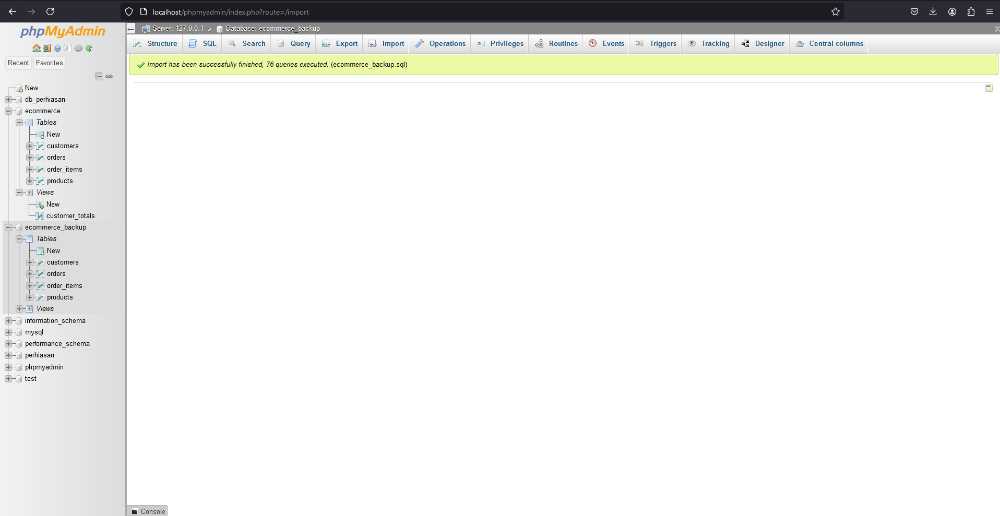 localhost/phpmyadmin/index.php?route=/import
phpMyAdmin
Recent
Favorites
New
db_perhiasan
ecommerce
Tables
New
customers
orders
order_items
products
Views
New
customer_totals
ecommerce_backup
Tables
New
customers
orders
order_items
products
Views
information_schema
mysql
performance_schema
perhiasan
phpmyadmin
test
Server: 127.0.0.1 » Database: ecommerce_backup
Structure SQL Search Query Export Import Operations Privileges Routines Events Triggers Tracking Designer Central columns
Import has been successfully finished, 76 queries executed. (ecommerce_backup.sql)
Console